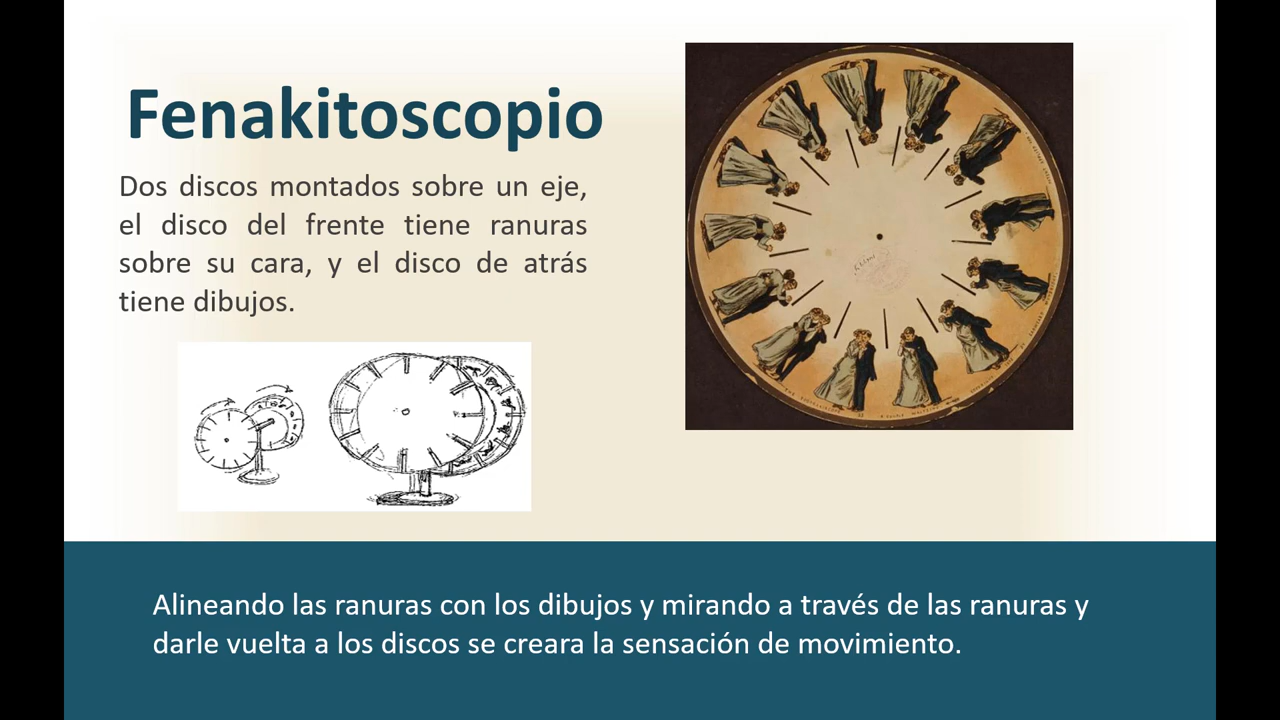 Fenakitoscopio
Dos discos montados sobre un eje,
el disco del frente tiene ranuras
sobre su cara, y el disco de atrás
tiene dibujos.
Alineando las ranuras con los dibujos y mirando a través de las ranuras y
darle vuelta a los discos se creara la sensación de movimiento.